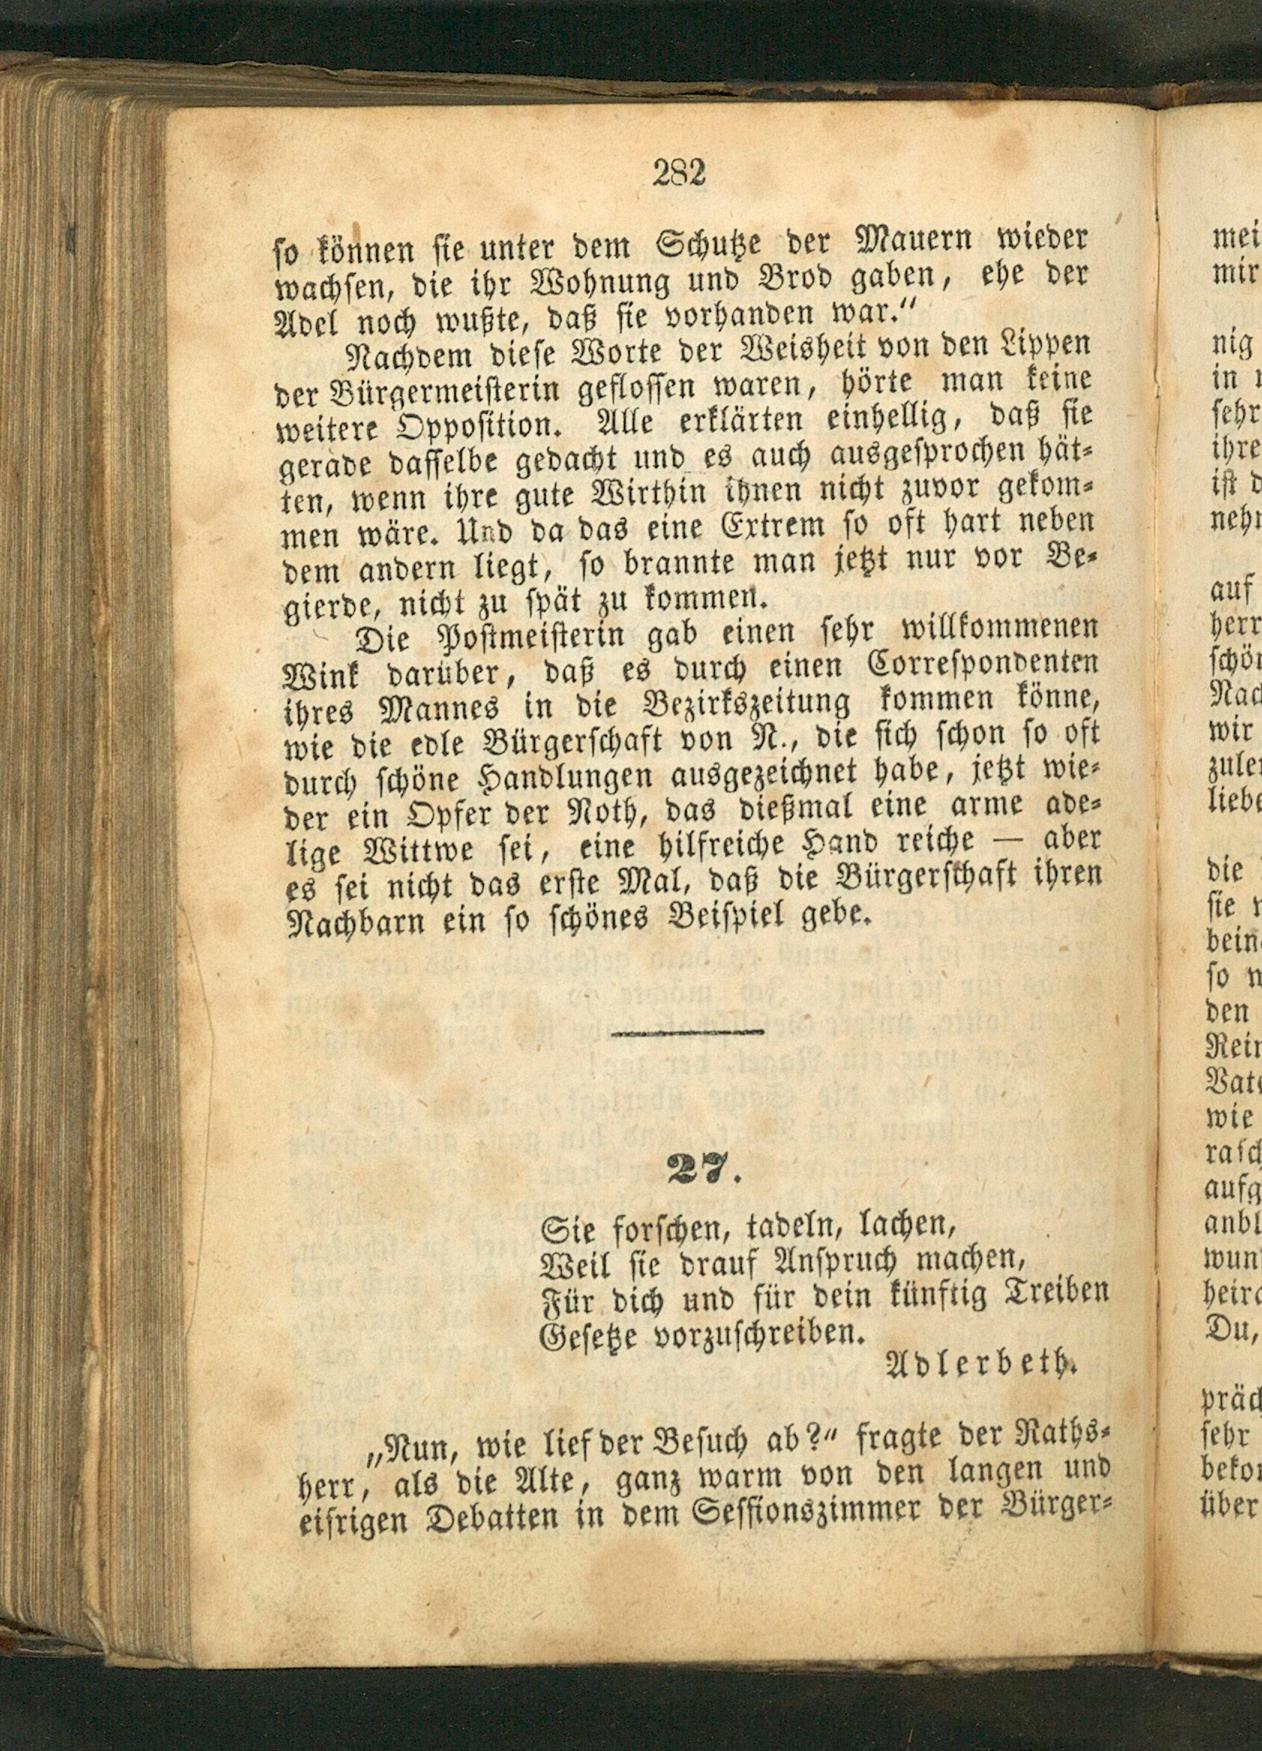 282
so können sie unter dem Schutze der Mauern wieder
wachsen, die ihr Wohnung und Brod gaben, ehe der
Adel noch wußte, daß sie vorhanden war.“
Nachdem diese Worte der Weisheit von den Lippen
der Bürgermeisterin geflossen waren, hörte man keine
weitere Opposition. Alle erklärten einhellig, daß sie
gerade dasselbe gedacht und es auch ausgesprochen hät-
ten, wenn ihre gute Wirthin ihnen nicht zuvor gekom-
men wäre. Und da das eine Extrem so oft hart neben
dem andern liegt, so brannte man jetzt nur vor Be-
gierde, nicht zu spät zu kommen.
Die Postmeisterin gab einen sehr willkommenen
Wink darüber, daß es durch einen Correspondenten
ihres Mannes in die Bezirkszeitung kommen könne,
wie die edle Bürgerschaft von N., die sich schon so oft
durch schöne Handlungen ausgezeichnet habe, jetzt wie-
der ein Opfer der Noth, das dießmal eine arme ade-
lige Wittwe sei, eine hilfreiche Hand reiche — aber
es sei nicht das erste Mal, daß die Bürgerschaft ihren
Nachbarn ein so schönes Beispiel gebe.
27.
Sie forschen, tadeln, lachen,
Weil sie drauf Anspruch machen,
Für dich und für dein künftig Treiben
Gesetze vorzuschreiben.
Adlerbeth.
„Nun, wie lief der Besuch ab?“ fragte der Raths-
herr, als die Alte, ganz warm von den langen und
eifrigen Debatten in dem Sessionszimmer der Bürger-